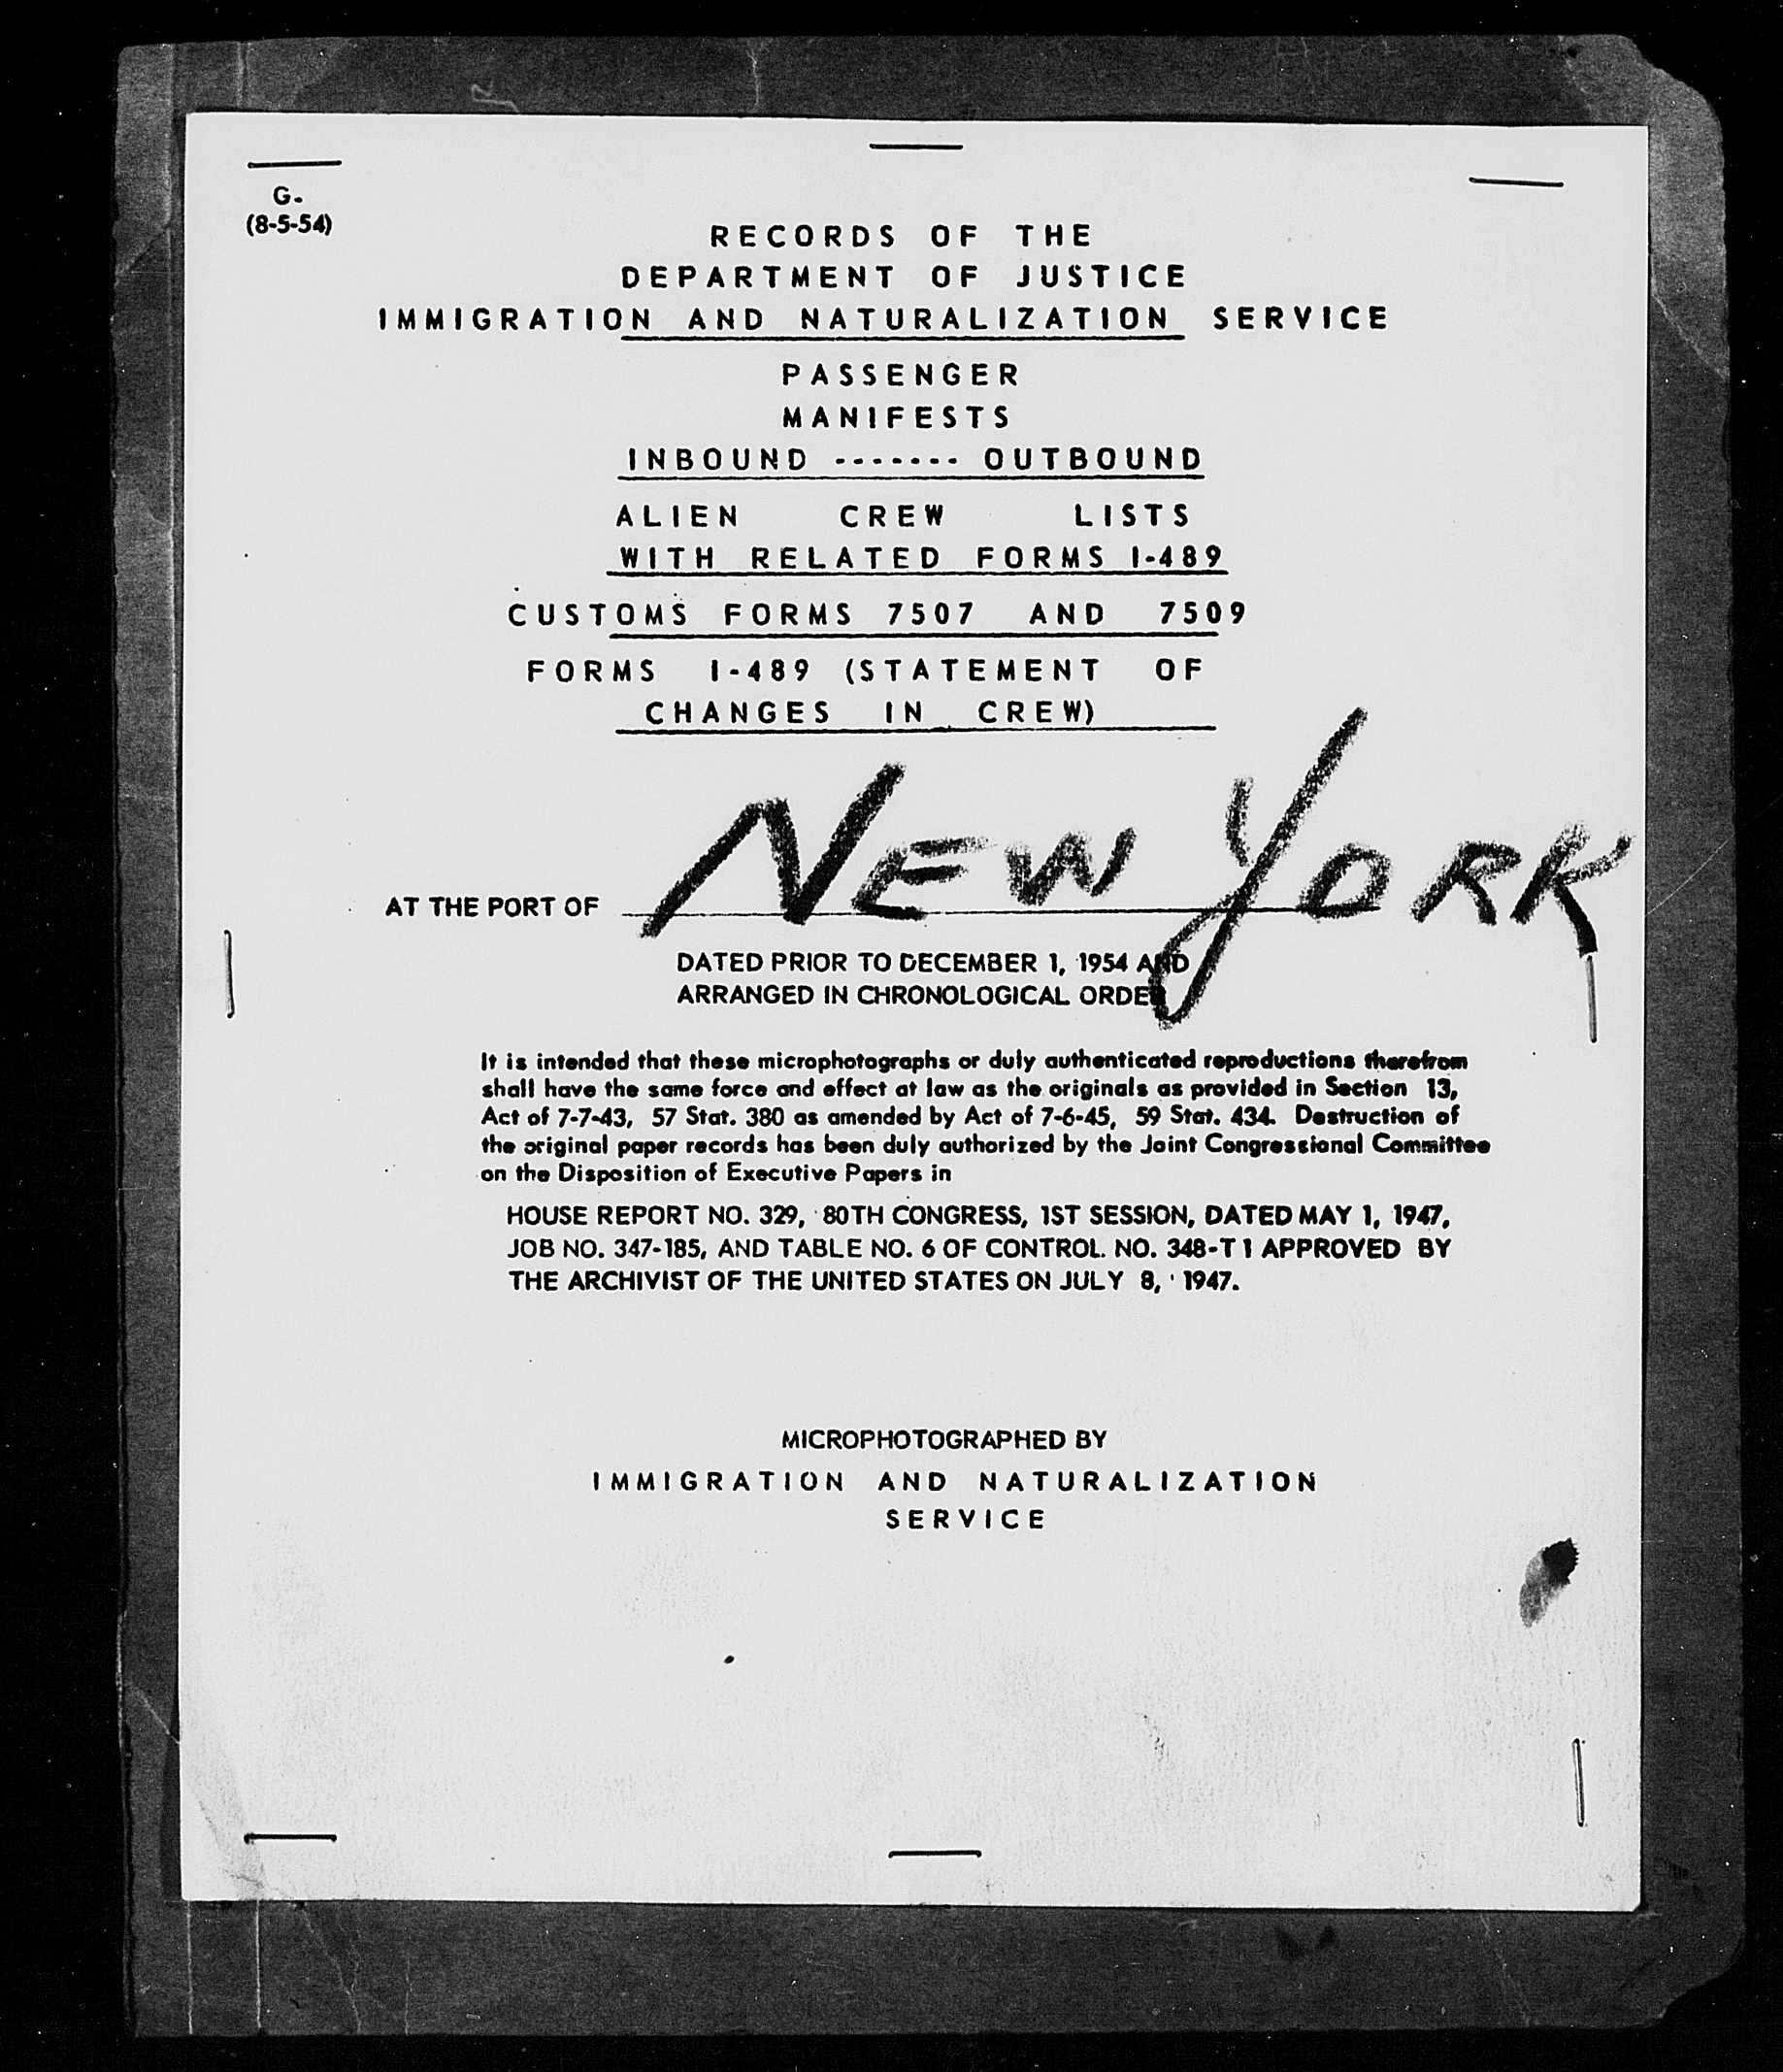 G.
(8-5-54)
RECORDS OF THE
DEPARTMENT OF JUSTICE
IMMIGRATION AND NATURALIZATION SERVICE
PASSENGER
MANIFESTS
INBOUND ------- OUTBOUND
ALIEN CREW LISTS
WITH RELATED FORMS I-489
CUSTOMS FORMS 7507 AND 7509
FORMS I-489 (STATEMENT OF
CHANGES IN CREW)
AT THE PORT OF NEW YORK
DATED PRIOR TO DECEMBER 1, 1954 AND
ARRANGED IN CHRONOLOGICAL ORDER
It is intended that these microphotographs or duly authenticated reproductions therefrom
shall have the same force and effect at law as the originals as provided in Section 13,
Act of 7-7-43, 57 Stat. 380 as amended by Act of 7-6-45, 59 Stat. 434. Destruction of
the original paper records has been duly authorized by the Joint Congressional Committee
on the Disposition of Executive Papers in
HOUSE REPORT NO. 329, 80TH CONGRESS, 1ST SESSION, DATED MAY 1, 1947,
JOB NO. 347-185, AND TABLE NO. 6 OF CONTROL. NO. 348-T1 APPROVED BY
THE ARCHIVIST OF THE UNITED STATES ON JULY 8, 1947.
MICROPHOTOGRAPHED BY
IMMIGRATION AND NATURALIZATION
SERVICE